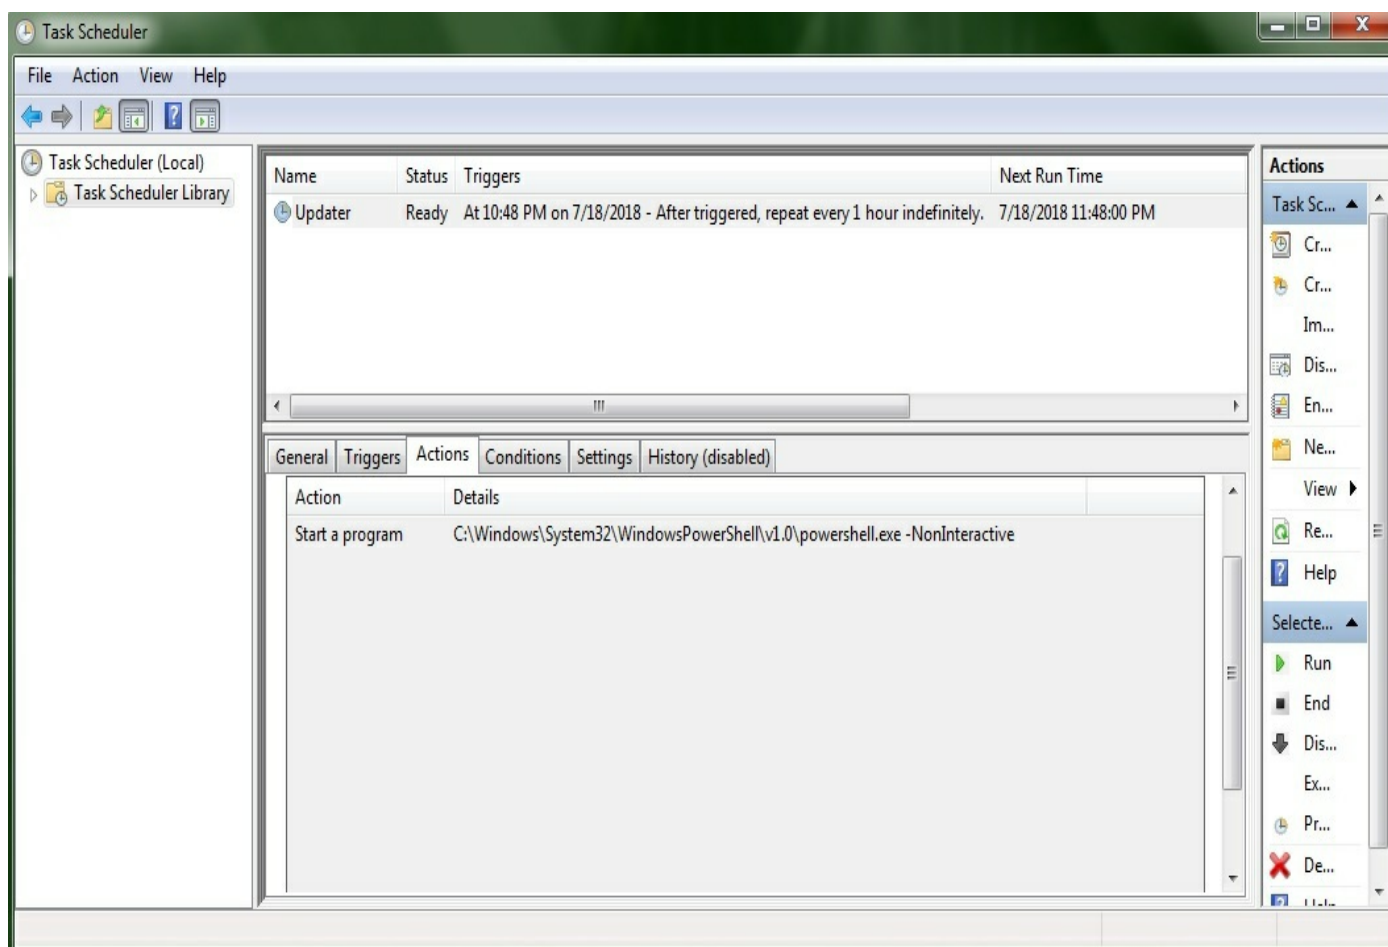 Task Scheduler
X
File Action View Help
?
Task Scheduler (Local)
Task Scheduler Library
Name Status Triggers Next Run Time
Updater Ready At 10:48 PM on 7/18/2018 - After triggered, repeat every 1 hour indefinitely. 7/18/2018 11:48:00 PM
General Triggers Actions Conditions Settings History (disabled)
Action Details
Start a program C:\Windows\System32\WindowsPowerShell\v1.0\powershell.exe -NonInteractive
Actions
Task Sc...
Cr...
Cr...
Im...
Dis...
En...
Ne...
View
Re...
? Help
Selecte...
Run
End
Dis...
Ex...
Pr...
De...